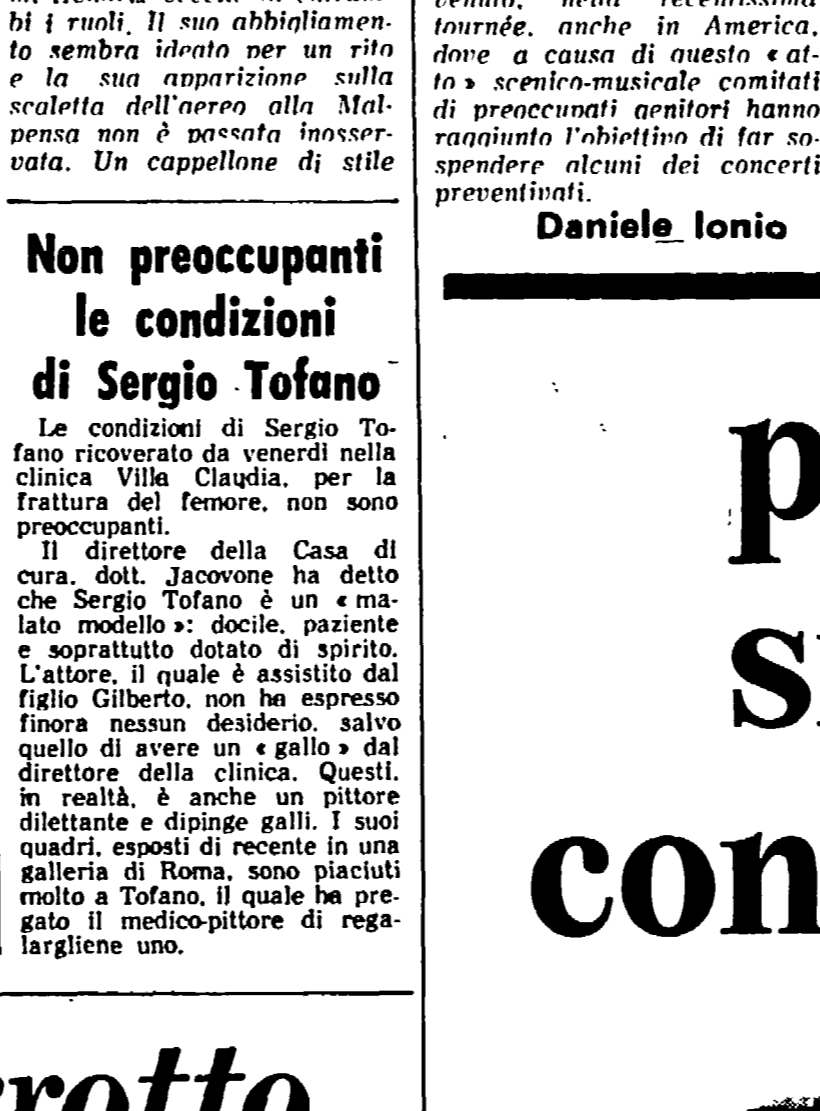 bi i ruoli. Il suo abbigliamen-
to sembra ideato per un rito
e la sua apparizione sulla
scaletta dell'aereo alla Mal-
pensa non è passata inosser-
vata. Un cappellone di stile
Non preoccupanti
le condizioni
di Sergio Tofano
Le condizioni di Sergio To-
fano ricoverato da venerdì nella
clinica Villa Claudia, per la
frattura del femore, non sono
preoccupanti.
Il direttore della Casa di
cura, dott. Jacovone ha detto
che Sergio Tofano è un « ma-
lato modello »: docile, paziente
e soprattutto dotato di spirito.
L'attore, il quale è assistito dal
figlio Gilberto, non ha espresso
finora nessun desiderio, salvo
quello di avere un « gallo » dal
direttore della clinica. Questi,
in realtà, è anche un pittore
dilettante e dipinge galli. I suoi
quadri, esposti di recente in una
galleria di Roma, sono piaciuti
molto a Tofano, il quale ha pre-
gato il medico-pittore di rega-
largliene uno.
rotto
tournée, anche in America,
dove a causa di questo « at-
to » scenico-musicale comitati
di preoccupati genitori hanno
raggiunto l'obiettivo di far so-
spendere alcuni dei concerti
preventivati.
Daniele Ionio
p
s
con